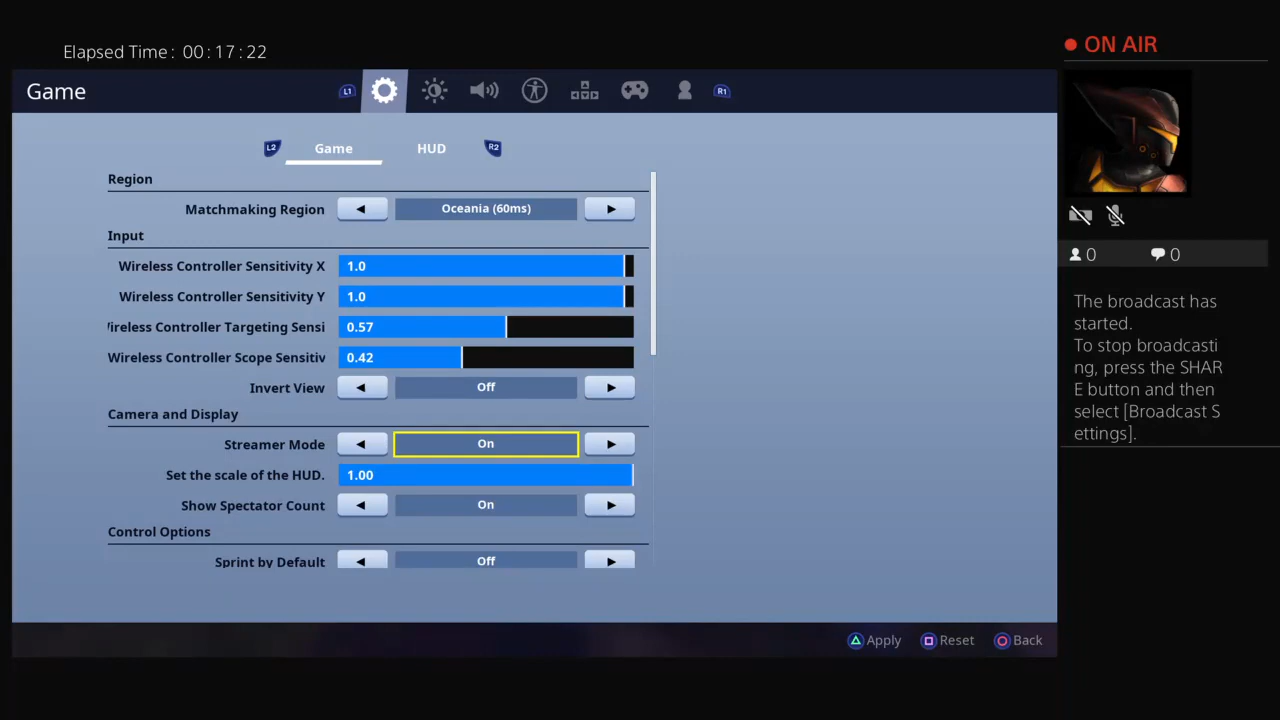 Elapsed Time: 00:17:22
ON AIR
Game
L1
R1
L2
Game
HUD
R2
Region
Matchmaking Region
Oceania (60ms)
Input
Wireless Controller Sensitivity X
1.0
Wireless Controller Sensitivity Y
1.0
ireless Controller Targeting Sensi
0.57
Wireless Controller Scope Sensitiv
0.42
Invert View
Off
Camera and Display
Streamer Mode
On
Set the scale of the HUD.
1.00
Show Spectator Count
On
Control Options
Sprint by Default
Off
Apply
Reset
Back
0
0
The broadcast has
started.
To stop broadcasti
ng, press the SHAR
E button and then
select [Broadcast S
ettings].